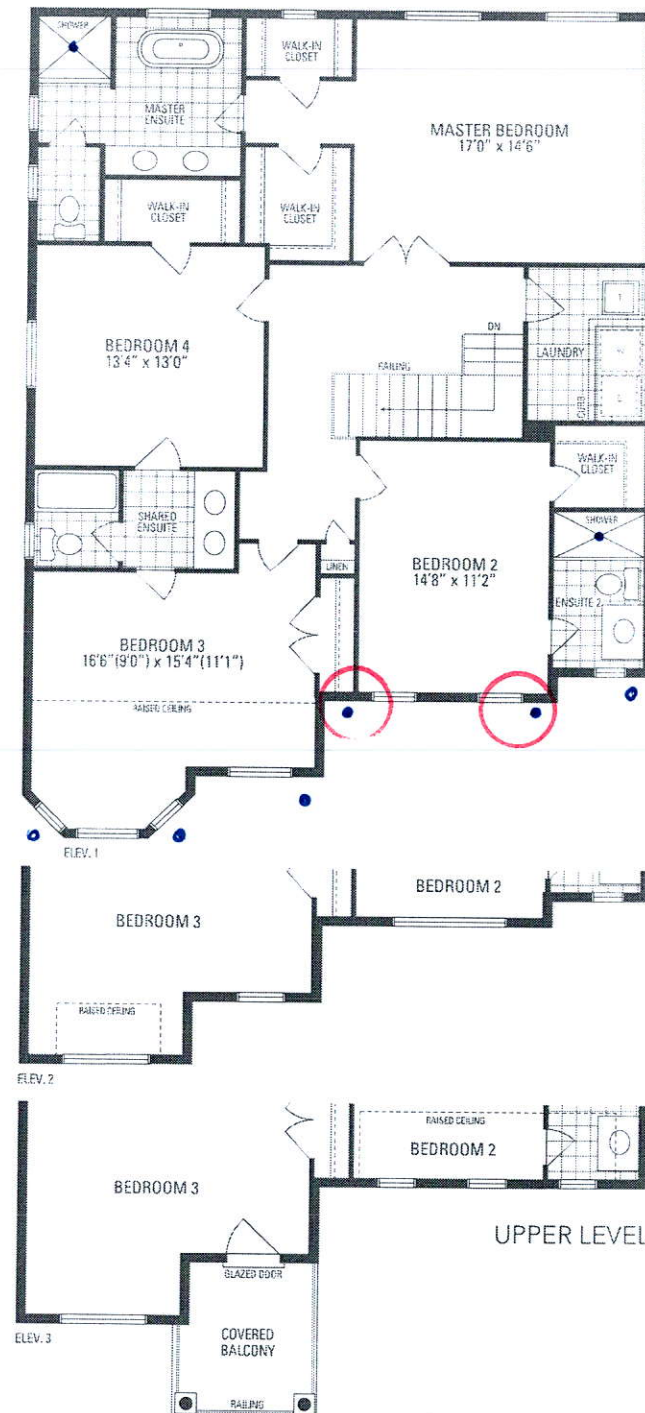 SHOWER
WALK-IN
CLOSET
MASTER
ENSUITE
MASTER BEDROOM
17'0" x 14'6"
WALK-IN
CLOSET
WALK-IN
CLOSET
BEDROOM 4
13'4" x 13'0"
DN
RAILING
LAUNDRY
T
W
D
CURB
WALK-IN
CLOSET
SHARED
ENSUITE
LINEN
BEDROOM 2
14'8" x 11'2"
SHOWER
ENSUITE 2
BEDROOM 3
16'6"(9'0") x 15'4"(11'1")
RAISED CEILING
ELEV. 1
BEDROOM 2
BEDROOM 3
RAISED CEILING
ELEV. 2
RAISED CEILING
BEDROOM 2
BEDROOM 3
UPPER LEVEL
GLAZED DOOR
ELEV. 3
COVERED
BALCONY
RAILING